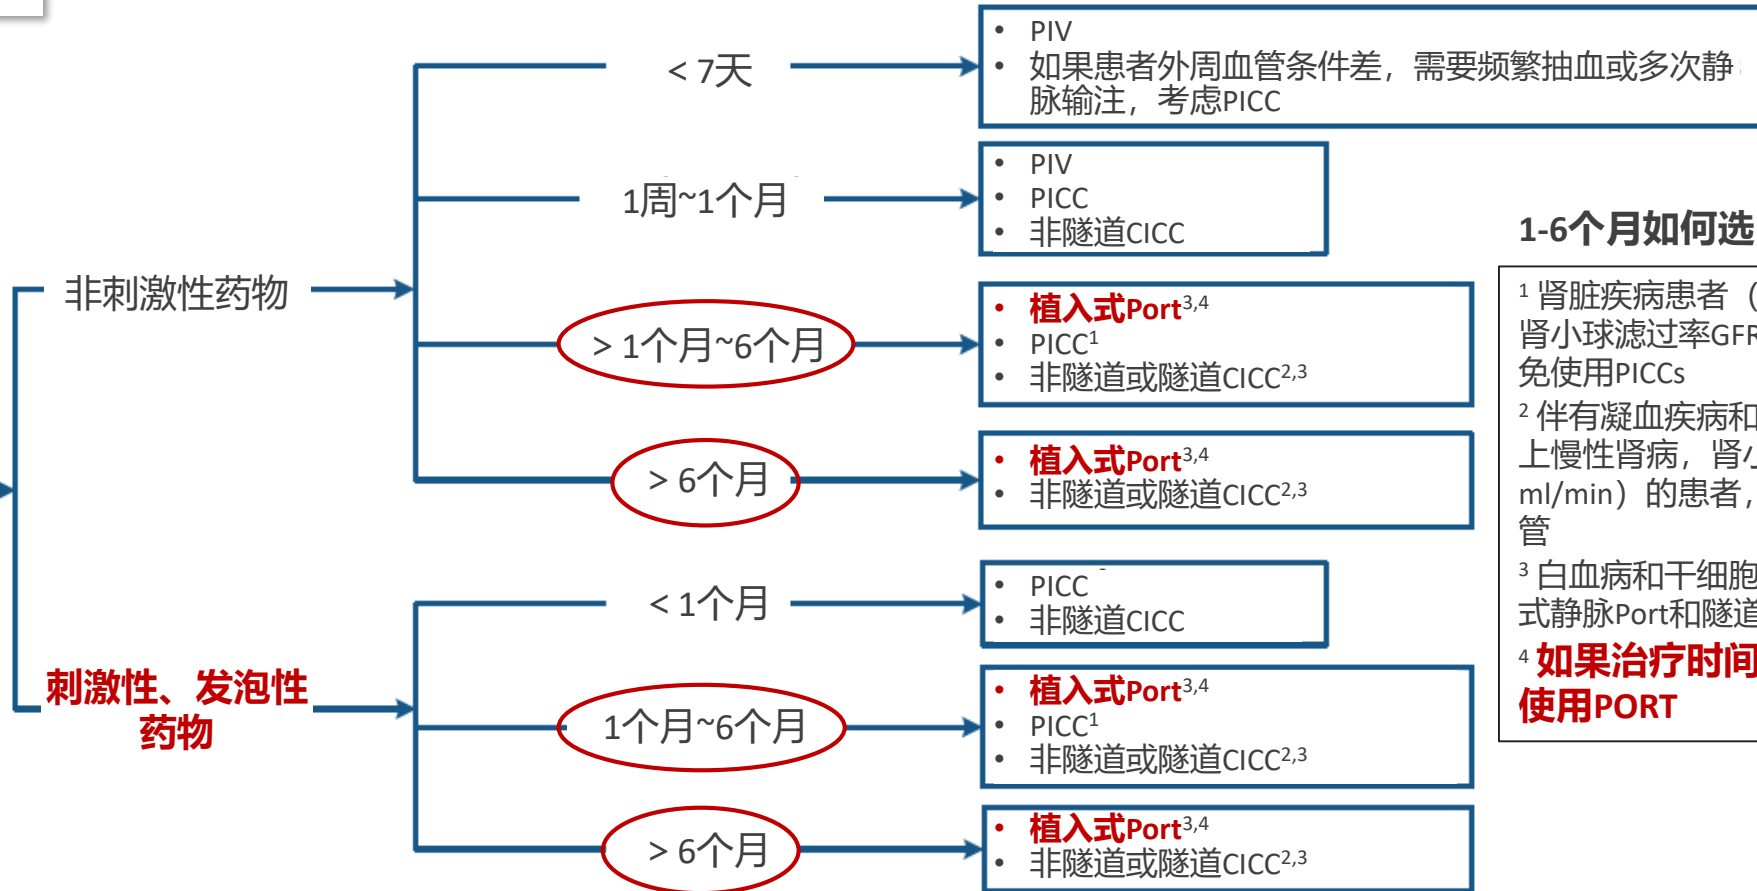 < 7天
• PIV
• 如果患者外周血管条件差，需要频繁抽血或多次静
脉输注，考虑PICC
1周~1个月
• PIV
• PICC
• 非隧道CICC
非刺激性药物
> 1个月~6个月
• 植入式Port3,4
• PICC1
• 非隧道或隧道CICC2,3
> 6个月
• 植入式Port3,4
• 非隧道或隧道CICC2,3
< 1个月
• PICC
• 非隧道CICC
刺激性、发泡性
药物
1个月~6个月
• 植入式Port3,4
• PICC1
• 非隧道或隧道CICC2,3
> 6个月
• 植入式Port3,4
• 非隧道或隧道CICC2,3
1-6个月如何选
1 肾脏疾病患者（
肾小球滤过率GFR
免使用PICCs
2 伴有凝血疾病和
上慢性肾病，肾小
ml/min）的患者，
管
3 白血病和干细胞
式静脉Port和隧道
4 如果治疗时间
使用PORT